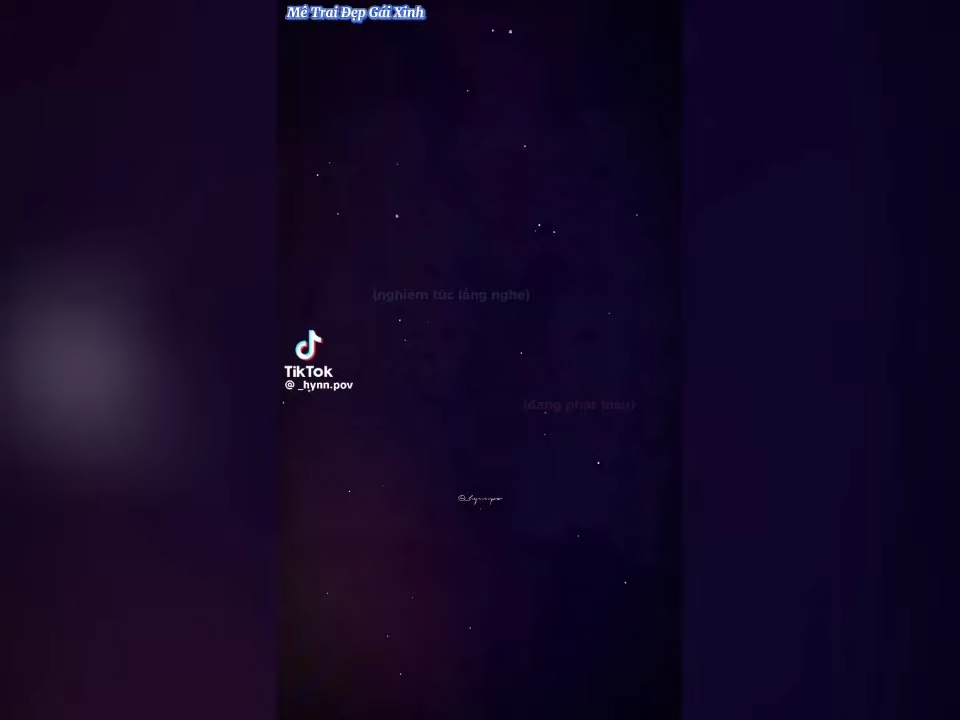 Mê Trai Đẹp Gái Xinh
(nghiêm túc lắng nghe)
TikTok
@_hynn.pov
(đang phát biểu)